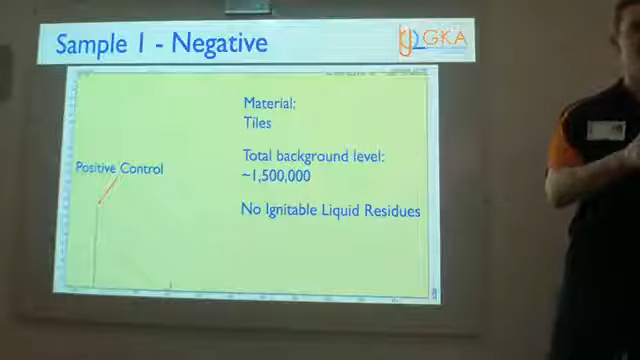 Sample 1 - Negative
GKA
Material:
Tiles
Positive Control
Total background level:
~1,500,000
No Ignitable Liquid Residues